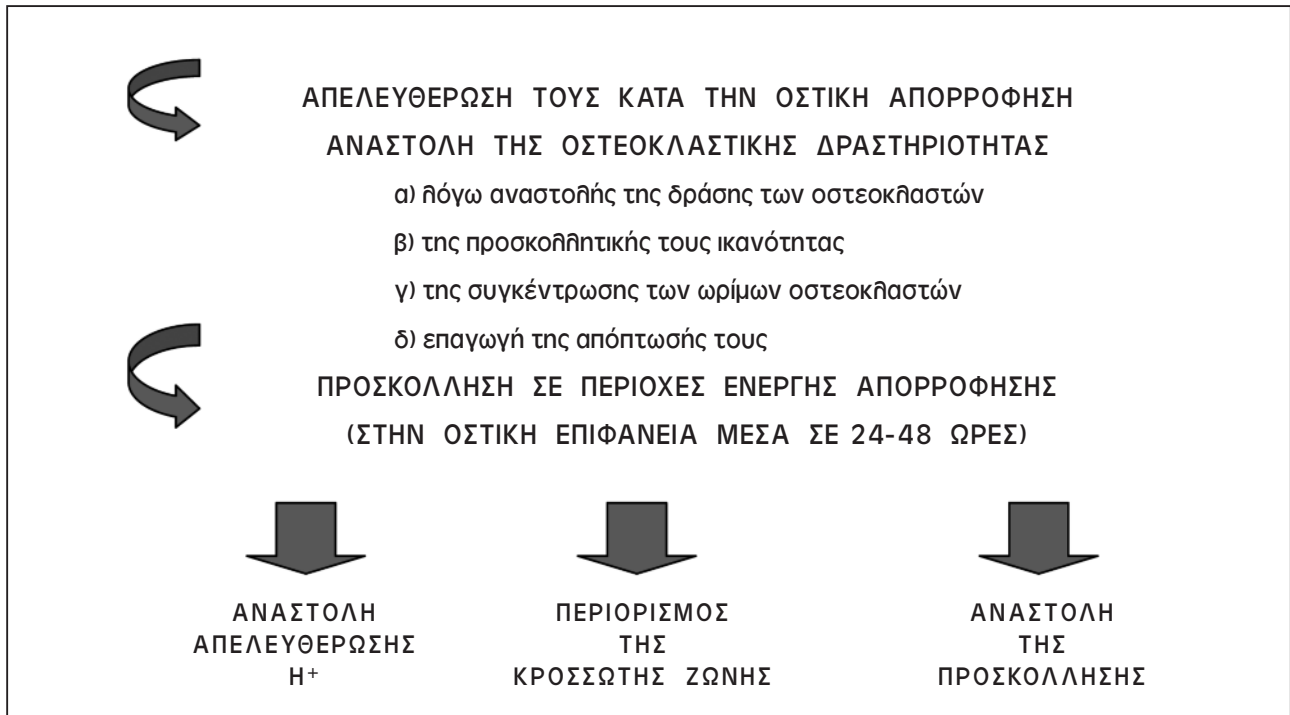 ΑΠΕΛΕΥΘΕΡΩΣΗ ΤΟΥΣ ΚΑΤΑ ΤΗΝ ΟΣΤΙΚΗ ΑΠΟΡΡΟΦΗΣΗ
ΑΝΑΣΤΟΛΗ ΤΗΣ ΟΣΤΕΟΚΛΑΣΤΙΚΗΣ ΔΡΑΣΤΗΡΙΟΤΗΤΑΣ
α) λόγω αναστολής της δράσης των οστεοκλαστών
β) της προσκολλητικής τους ικανότητας
γ) της συγκέντρωσης των ωρίμων οστεοκλαστών
δ) επαγωγή της απόπτωσής τους
ΠΡΟΣΚΟΛΛΗΣΗ ΣΕ ΠΕΡΙΟΧΕΣ ΕΝΕΡΓΗΣ ΑΠΟΡΡΟΦΗΣΗΣ
(ΣΤΗΝ ΟΣΤΙΚΗ ΕΠΙΦΑΝΕΙΑ ΜΕΣΑ ΣΕ 24-48 ΩΡΕΣ)
ΑΝΑΣΤΟΛΗ
ΑΠΕΛΕΥΘΕΡΩΣΗΣ
Η⁺
ΠΕΡΙΟΡΙΣΜΟΣ
ΤΗΣ
ΚΡΟΣΣΩΤΗΣ ΖΩΝΗΣ
ΑΝΑΣΤΟΛΗ
ΤΗΣ
ΠΡΟΣΚΟΛΛΗΣΗΣ